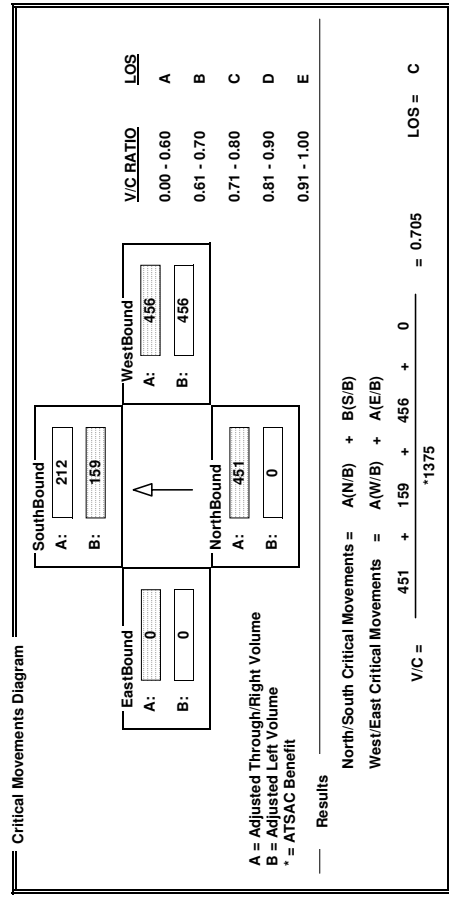 Critical Movements Diagram
SouthBound
A: 212
B: 159
V/C RATIO LOS
0.00 - 0.60 A
0.61 - 0.70 B
0.71 - 0.80 C
0.81 - 0.90 D
0.91 - 1.00 E
EastBound
A: 0
B: 0
WestBound
A: 456
B: 456
NorthBound
A: 451
B: 0
A = Adjusted Through/Right Volume
B = Adjusted Left Volume
* = ATSAC Benefit
Results
North/South Critical Movements = A(N/B) + B(S/B)
West/East Critical Movements = A(W/B) + A(E/B)
V/C = 451 + 159 + 456 + 0 = 0.705 LOS = C
*1375